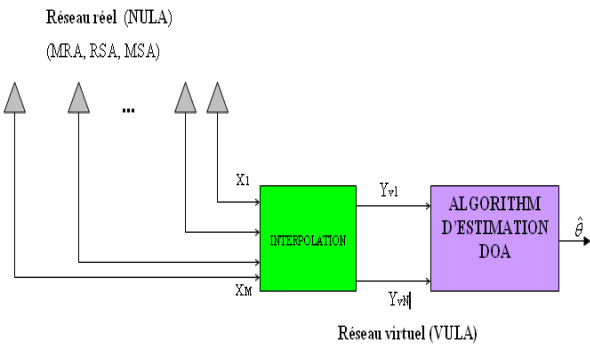 Réseau réel (NULA)
(MRA, RSA, MSA)
...
X1
Yv1
INTERPOLATION
ALGORITHM
D'ESTIMATION
DOA
θ̂
XM
YvN
Réseau virtuel (VULA)